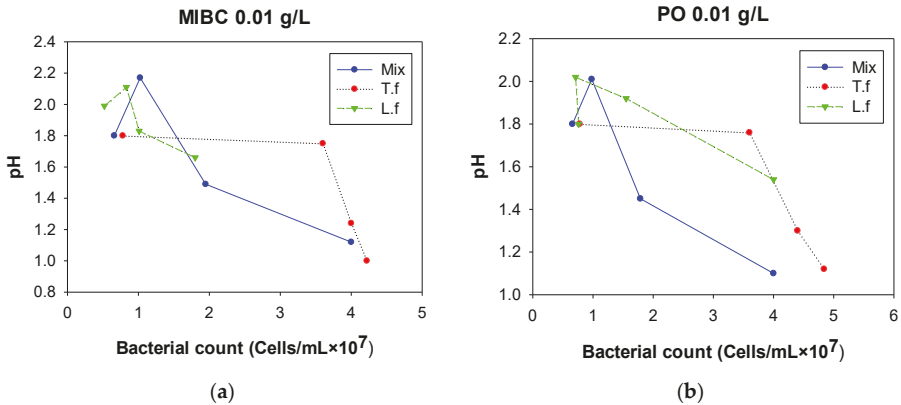 MIBC 0.01 g/L
2.4
2.2
2.0
1.8
1.6
1.4
1.2
1.0
0.8
pH
Mix
T.f
L.f
0 1 2 3 4 5
Bacterial count (Cells/mL×10⁷)
(a)
PO 0.01 g/L
2.2
2.0
1.8
1.6
1.4
1.2
1.0
pH
Mix
T.f
L.f
0 1 2 3 4 5 6
Bacterial count (Cells/mL×10⁷)
(b)